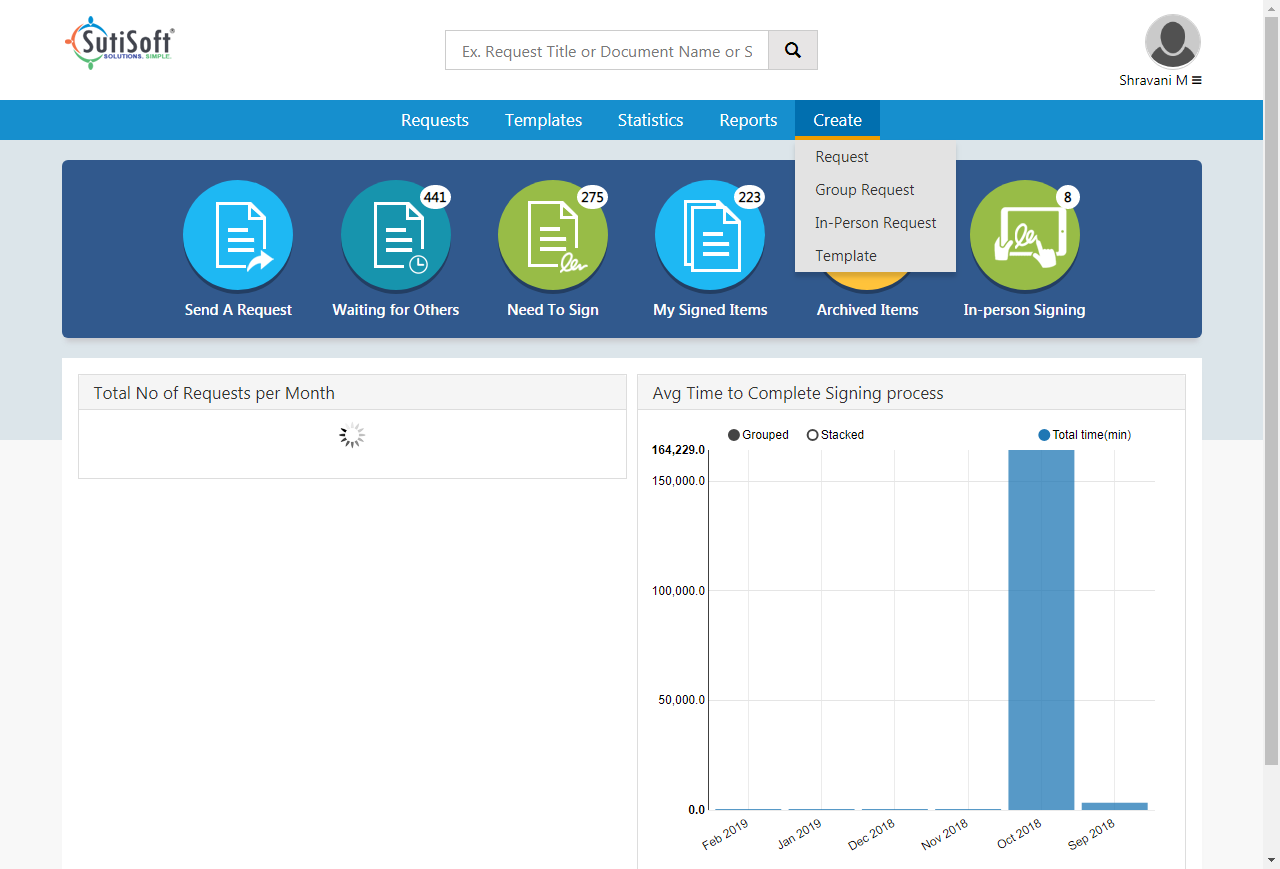 SutiSoft®
SOLUTIONS. SIMPLE.
Ex. Request Title or Document Name or S
Shravani M
Requests Templates Statistics Reports Create
Request
Group Request
In-Person Request
Template
441 275 223 8
Send A Request Waiting for Others Need To Sign My Signed Items Archived Items In-person Signing
Total No of Requests per Month
Avg Time to Complete Signing process
Grouped Stacked Total time(min)
164,229.0
150,000.0
100,000.0
50,000.0
0.0
Feb 2019 Jan 2019 Dec 2018 Nov 2018 Oct 2018 Sep 2018